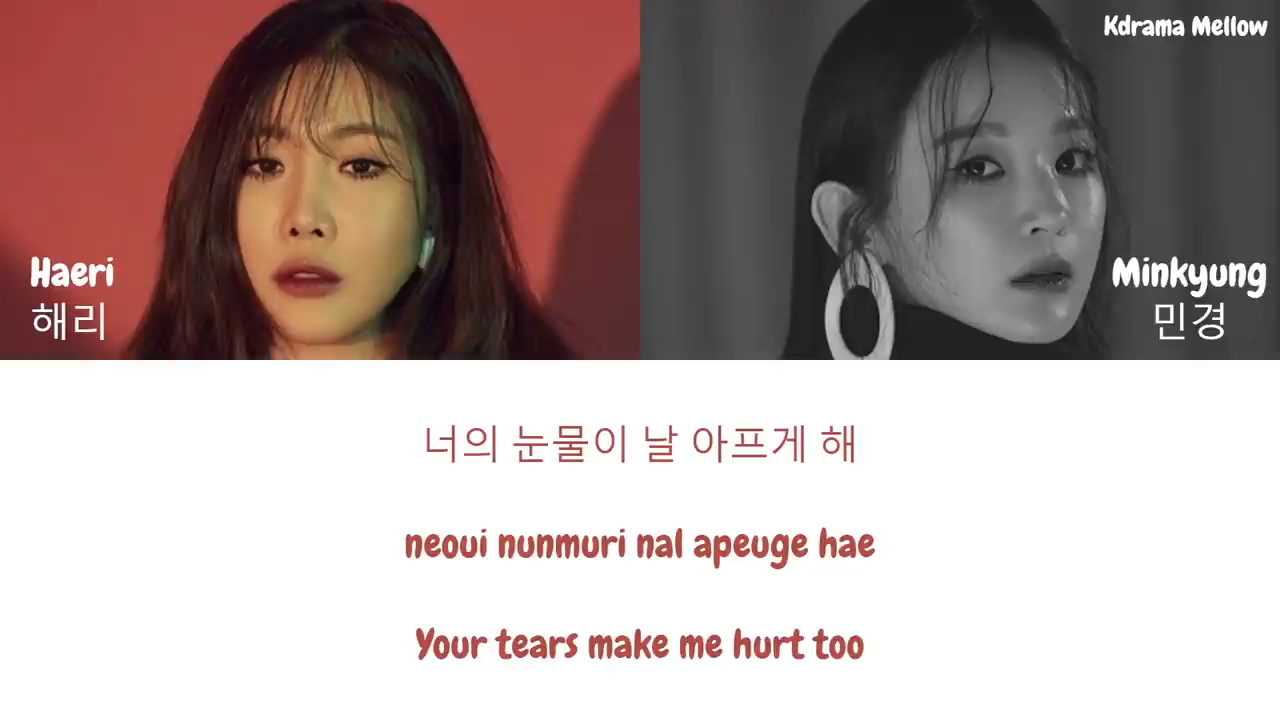 Kdrama Mellow
Haeri
해리
Minkyung
민경
너의 눈물이 날 아프게 해
neoui nunmuri nal apeuge hae
Your tears make me hurt too